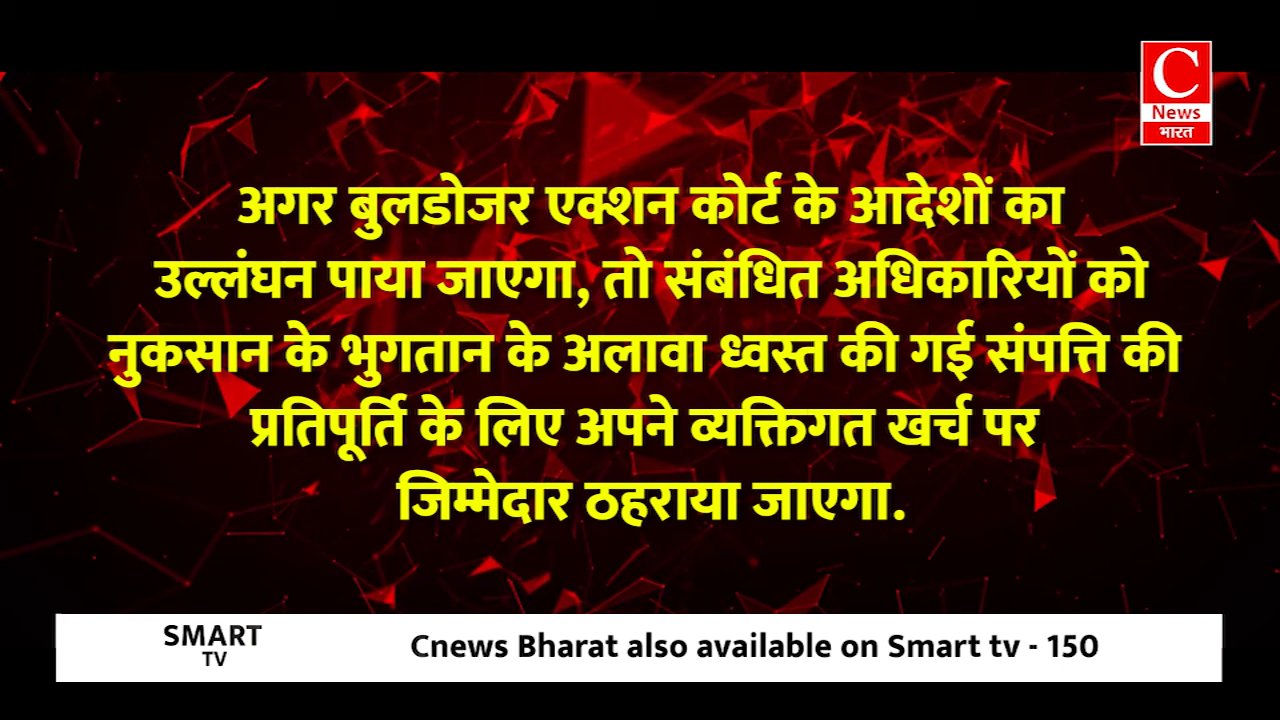 C
News
भारत
अगर बुलडोजर एक्शन कोर्ट के आदेशों का
उल्लंघन पाया जाएगा, तो संबंधित अधिकारियों को
नुकसान के भुगतान के अलावा ध्वस्त की गई संपत्ति की
प्रतिपूर्ति के लिए अपने व्यक्तिगत खर्च पर
जिम्मेदार ठहराया जाएगा.
SMART
TV
Cnews Bharat also available on Smart tv - 150